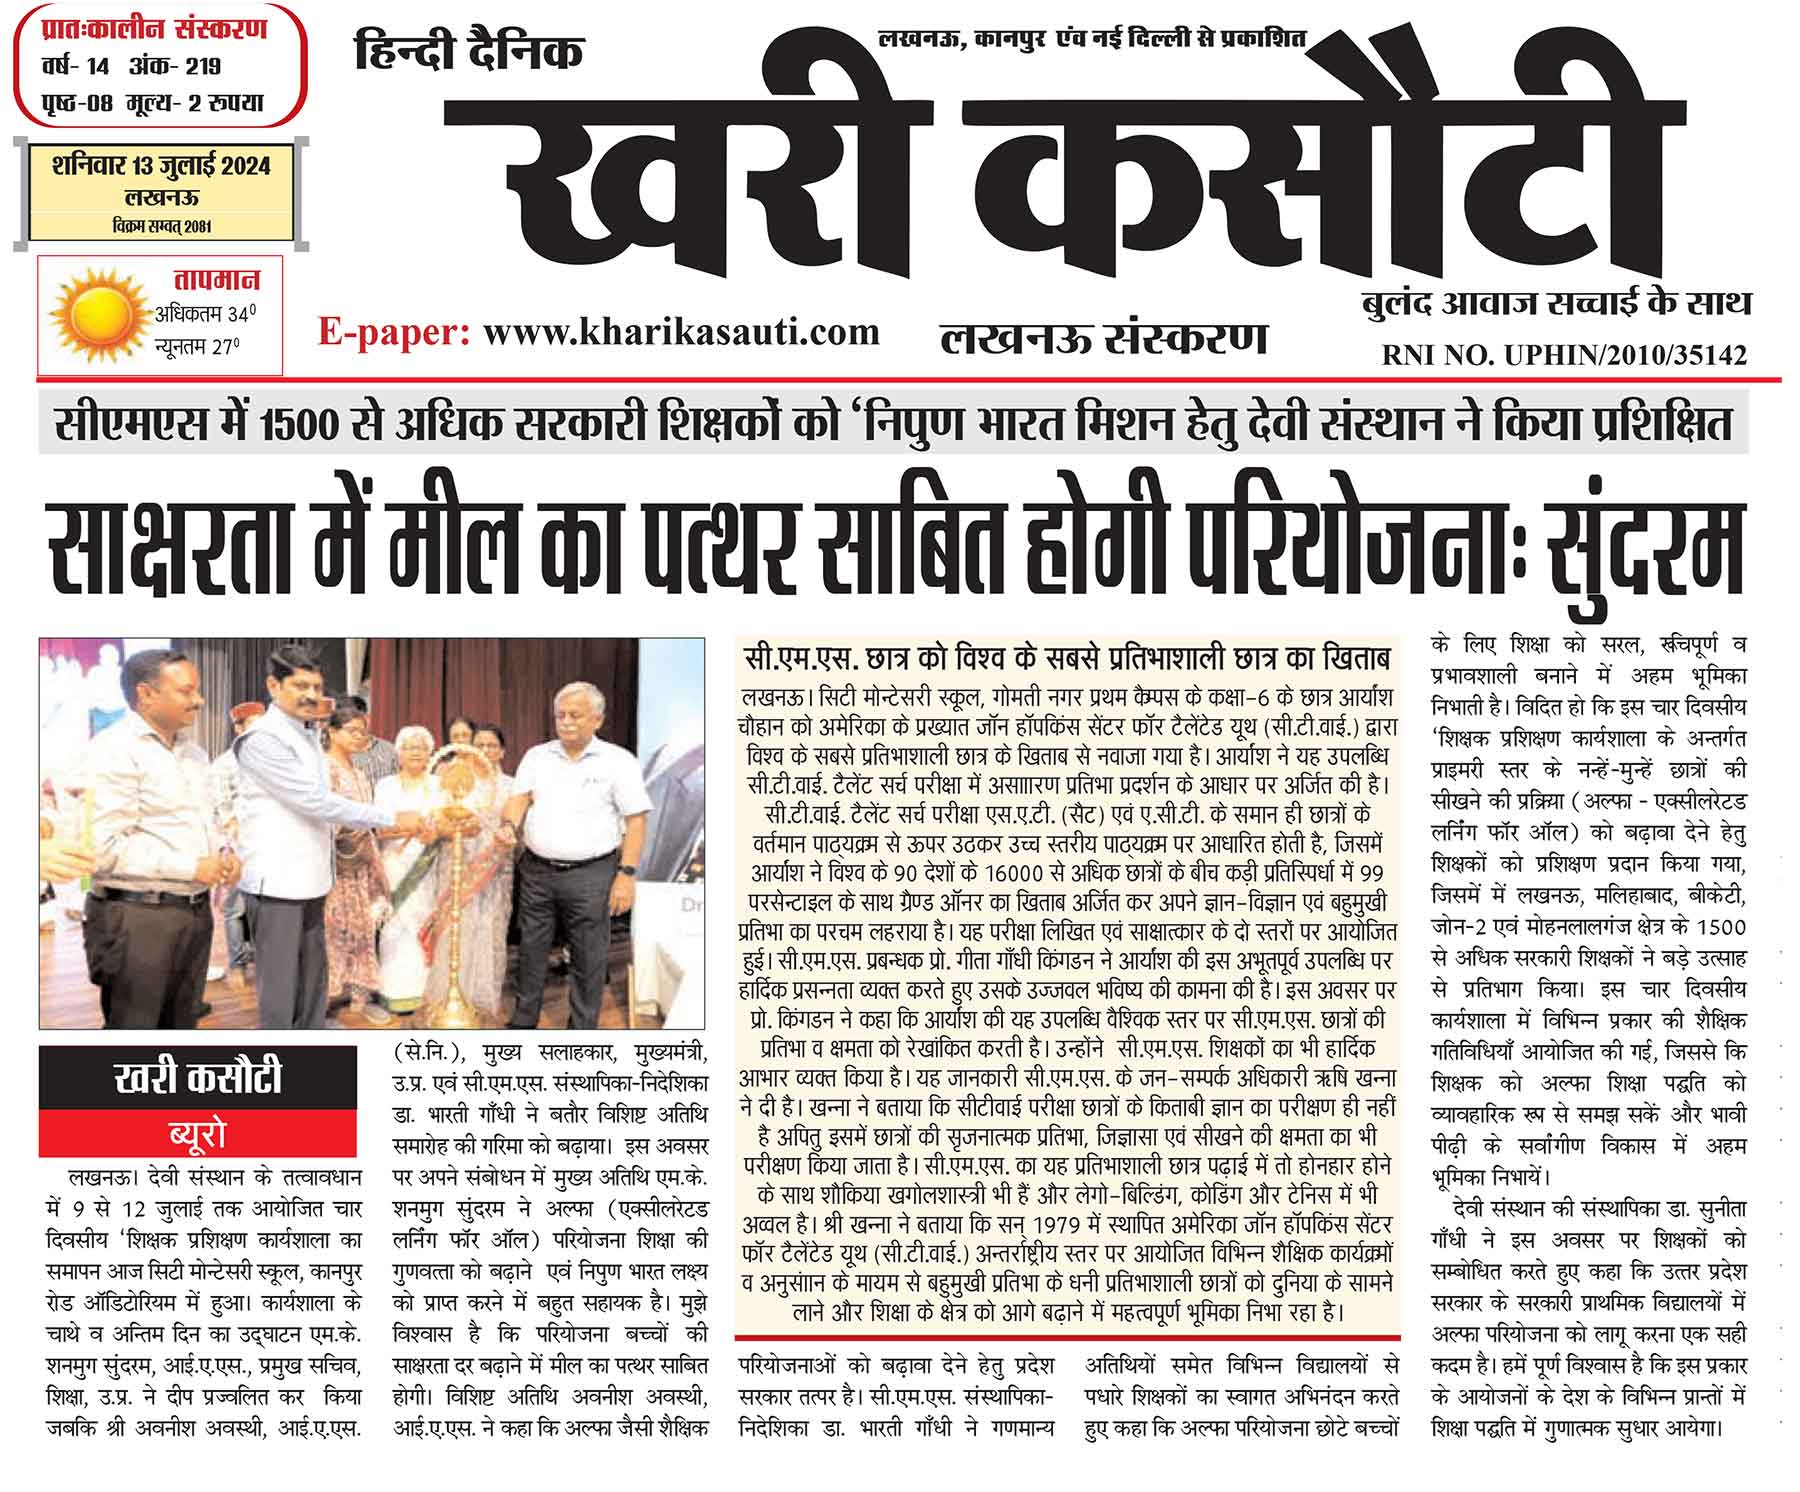 प्रातःकालीन संस्करण
वर्ष- 14 अंक- 219
पृष्ठ-08 मूल्य- 2 रुपया
शनिवार 13 जुलाई 2024
लखनऊ
विक्रम सम्वत् 2081
तापमान
अधिकतम 34⁰
न्यूनतम 27⁰
हिन्दी दैनिक
लखनऊ, कानपुर एंव नई दिल्ली से प्रकाशित
खरी कसौटी
बुलंद आवाज सच्चाई के साथ
E-paper: www.kharikasauti.com
लखनऊ संस्करण
RNI NO. UPHIN/2010/35142
सीएमएस में 1500 से अधिक सरकारी शिक्षकों को ‘निपुण भारत मिशन हेतु देवी संस्थान ने किया प्रशिक्षित
साक्षरता में मील का पत्थर साबित होगी परियोजनाः सुंदरम
Dr
खरी कसौटी
ब्यूरो
लखनऊ। देवी संस्थान के तत्वावधान
में 9 से 12 जुलाई तक आयोजित चार
दिवसीय ‘शिक्षक प्रशिक्षण कार्यशाला का
समापन आज सिटी मोन्टेसरी स्कूल, कानपुर
रोड ऑडिटोरियम में हुआ। कार्यशाला के
चाथे व अन्तिम दिन का उद्घाटन एम.के.
शनमुग सुंदरम, आई.ए.एस., प्रमुख सचिव,
शिक्षा, उ.प्र. ने दीप प्रज्वलित कर किया
जबकि श्री अवनीश अवस्थी, आई.ए.एस.
(से.नि.), मुख्य सलाहकार, मुख्यमंत्री,
उ.प्र. एवं सी.एम.एस. संस्थापिका-निदेशिका
डा. भारती गाँधी ने बतौर विशिष्ट अतिथि
समारोह की गरिमा को बढ़ाया। इस अवसर
पर अपने संबोधन में मुख्य अतिथि एम.के.
शनमुग सुंदरम ने अल्फा (एक्सीलरेटड
लर्निंग फॉर ऑल) परियोजना शिक्षा की
गुणवत्ता को बढ़ाने एवं निपुण भारत लक्ष्य
को प्राप्त करने में बहुत सहायक है। मुझे
विश्वास है कि परियोजना बच्चों की
साक्षरता दर बढ़ाने में मील का पत्थर साबित
होगी। विशिष्ट अतिथि अवनीश अवस्थी,
आई.ए.एस. ने कहा कि अल्फा जैसी शैक्षिक
सी.एम.एस. छात्र को विश्व के सबसे प्रतिभाशाली छात्र का खिताब
लखनऊ। सिटी मोन्टेसरी स्कूल, गोमती नगर प्रथम कैम्पस के कक्षा-6 के छात्र आर्यांश
चौहान को अमेरिका के प्रख्यात जॉन हॉपकिंस सेंटर फॉर टैलेंटेड यूथ (सी.टी.वाई.) द्वारा
विश्व के सबसे प्रतिभाशाली छात्र के खिताब से नवाजा गया है। आर्यांश ने यह उपलब्धि
सी.टी.वाई. टैलेंट सर्च परीक्षा में असााारण प्रतिभा प्रदर्शन के आधार पर अर्जित की है।
सी.टी.वाई. टैलेंट सर्च परीक्षा एस.ए.टी. (सैट) एवं ए.सी.टी. के समान ही छात्रों के
वर्तमान पाठ्यक्रम से ऊपर उठकर उच्च स्तरीय पाठ्यक्रम पर आधारित होती है, जिसमें
आर्यांश ने विश्व के 90 देशों के 16000 से अधिक छात्रों के बीच कड़ी प्रतिस्पिर्धा में 99
परसेन्टाइल के साथ ग्रैण्ड ऑनर का खिताब अर्जित कर अपने ज्ञान-विज्ञान एवं बहुमुखी
प्रतिभा का परचम लहराया है। यह परीक्षा लिखित एवं साक्षात्कार के दो स्तरों पर आयोजित
हुई। सी.एम.एस. प्रबन्धक प्रो. गीता गाँधी किंगडन ने आर्यांश की इस अभूतपूर्व उपलब्धि पर
हार्दिक प्रसन्नता व्यक्त करते हुए उसके उज्जवल भविष्य की कामना की है। इस अवसर पर
प्रो. किंगडन ने कहा कि आर्यांश की यह उपलब्धि वैश्विक स्तर पर सी.एम.एस. छात्रों की
प्रतिभा व क्षमता को रेखांकित करती है। उन्होंने सी.एम.एस. शिक्षकों का भी हार्दिक
आभार व्यक्त किया है। यह जानकारी सी.एम.एस. के जन-सम्पर्क अधिकारी ऋषि खन्ना
ने दी है। खन्ना ने बताया कि सीटीवाई परीक्षा छात्रों के किताबी ज्ञान का परीक्षण ही नहीं
है अपितु इसमें छात्रों की सृजनात्मक प्रतिभा, जिज्ञासा एवं सीखने की क्षमता का भी
परीक्षण किया जाता है। सी.एम.एस. का यह प्रतिभाशाली छात्र पढ़ाई में तो होनहार होने
के साथ शौकिया खगोलशास्त्री भी हैं और लेगो-बिल्डिंग, कोडिंग और टेनिस में भी
अव्वल है। श्री खन्ना ने बताया कि सन् 1979 में स्थापित अमेरिका जॉन हॉपकिंस सेंटर
फॉर टैलेंटेड यूथ (सी.टी.वाई.) अन्तर्राष्ट्रीय स्तर पर आयोजित विभिन्न शैक्षिक कार्यक्रमों
व अनुसंाान के मायम से बहुमुखी प्रतिभा के धनी प्रतिभाशाली छात्रों को दुनिया के सामने
लाने और शिक्षा के क्षेत्र को आगे बढ़ाने में महत्वपूर्ण भूमिका निभा रहा है।
परियोजनाओं को बढ़ावा देने हेतु प्रदेश
सरकार तत्पर है। सी.एम.एस. संस्थापिका-
निदेशिका डा. भारती गाँधी ने गणमान्य
अतिथियों समेत विभिन्न विद्यालयों से
पधारे शिक्षकों का स्वागत अभिनंदन करते
हुए कहा कि अल्फा परियोजना छोटे बच्चों
के लिए शिक्षा को सरल, रूचिपूर्ण व
प्रभावशाली बनाने में अहम भूमिका
निभाती है। विदित हो कि इस चार दिवसीय
‘शिक्षक प्रशिक्षण कार्यशाला के अन्तर्गत
प्राइमरी स्तर के नन्हें-मुन्हें छात्रों की
सीखने की प्रक्रिया (अल्फा - एक्सीलरेटड
लर्निंग फॉर ऑल) को बढ़ावा देने हेतु
शिक्षकों को प्रशिक्षण प्रदान किया गया,
जिसमें में लखनऊ, मलिहाबाद, बीकेटी,
जोन-2 एवं मोहनलालगंज क्षेत्र के 1500
से अधिक सरकारी शिक्षकों ने बड़े उत्साह
से प्रतिभाग किया। इस चार दिवसीय
कार्यशाला में विभिन्न प्रकार की शैक्षिक
गतिविधियाँ आयोजित की गई, जिससे कि
शिक्षक को अल्फा शिक्षा पद्धति को
व्यावहारिक रूप से समझ सकें और भावी
पीढ़ी के सर्वांगीण विकास में अहम
भूमिका निभायें।
देवी संस्थान की संस्थापिका डा. सुनीता
गाँधी ने इस अवसर पर शिक्षकों को
सम्बोधित करते हुए कहा कि उत्तर प्रदेश
सरकार के सरकारी प्राथमिक विद्यालयों में
अल्फा परियोजना को लागू करना एक सही
कदम है। हमें पूर्ण विश्वास है कि इस प्रकार
के आयोजनों के देश के विभिन्न प्रान्तों में
शिक्षा पद्धति में गुणात्मक सुधार आयेगा।